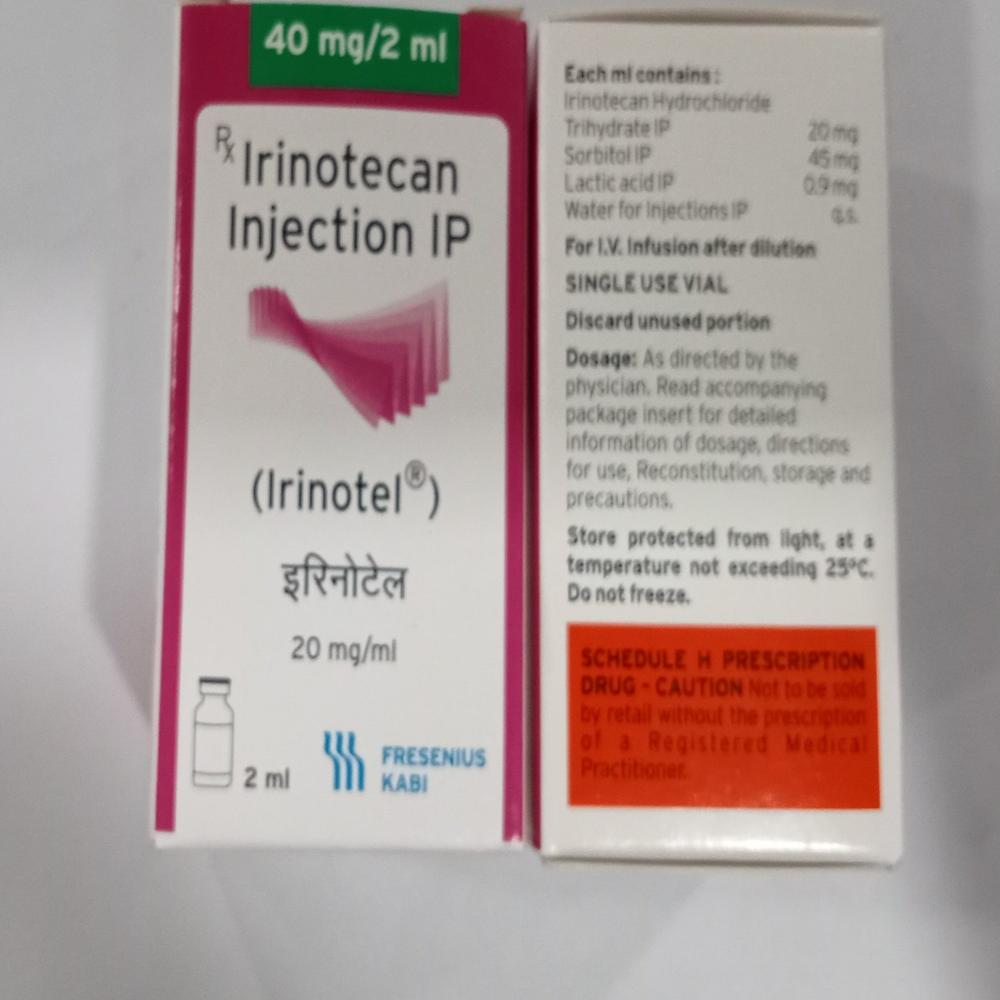 40 mg/2 ml
Rx Irinotecan
Injection IP
(Irinotel®)
इरिनोटेल
20 mg/ml
2 ml
FRESENIUS
KABI
Each ml contains :
Irinotecan Hydrochloride
Trihydrate IP 20 mg
Sorbitol IP 45 mg
Lactic acid IP 0.9 mg
Water for Injections IP q.s.
For I.V. Infusion after dilution
SINGLE USE VIAL
Discard unused portion
Dosage: As directed by the
physician. Read accompanying
package insert for detailed
information of dosage, directions
for use, Reconstitution, storage and
precautions.
Store protected from light, at a
temperature not exceeding 25°C.
Do not freeze.
SCHEDULE H PRESCRIPTION
DRUG - CAUTION Not to be sold
by retail without the prescription
of a Registered Medical
Practitioner.